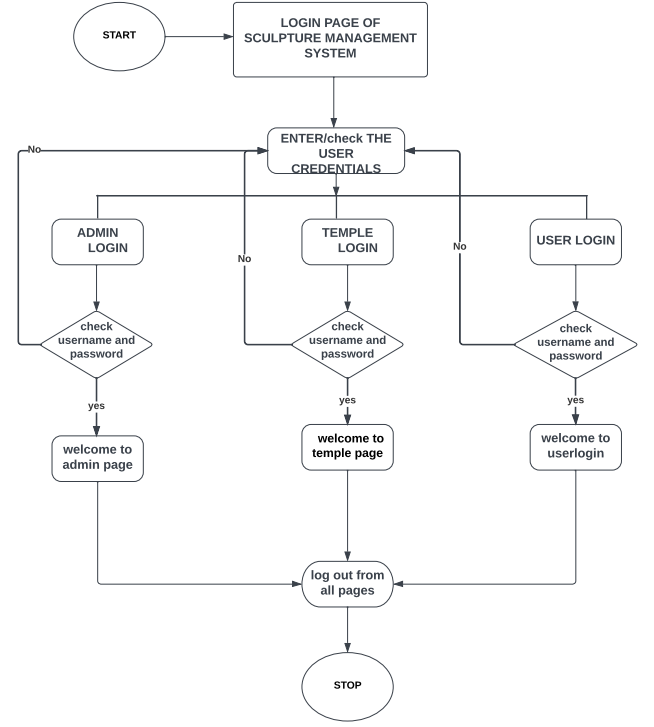 START
LOGIN PAGE OF
SCULPTURE MANAGEMENT
SYSTEM
ENTER/check THE
USER
CREDENTIALS
No
ADMIN
LOGIN
TEMPLE
LOGIN
USER LOGIN
No
No
check
username and
password
check
username and
password
check
username and
password
yes
yes
yes
welcome to
admin page
welcome to
temple page
welcome to
userlogin
log out from
all pages
STOP